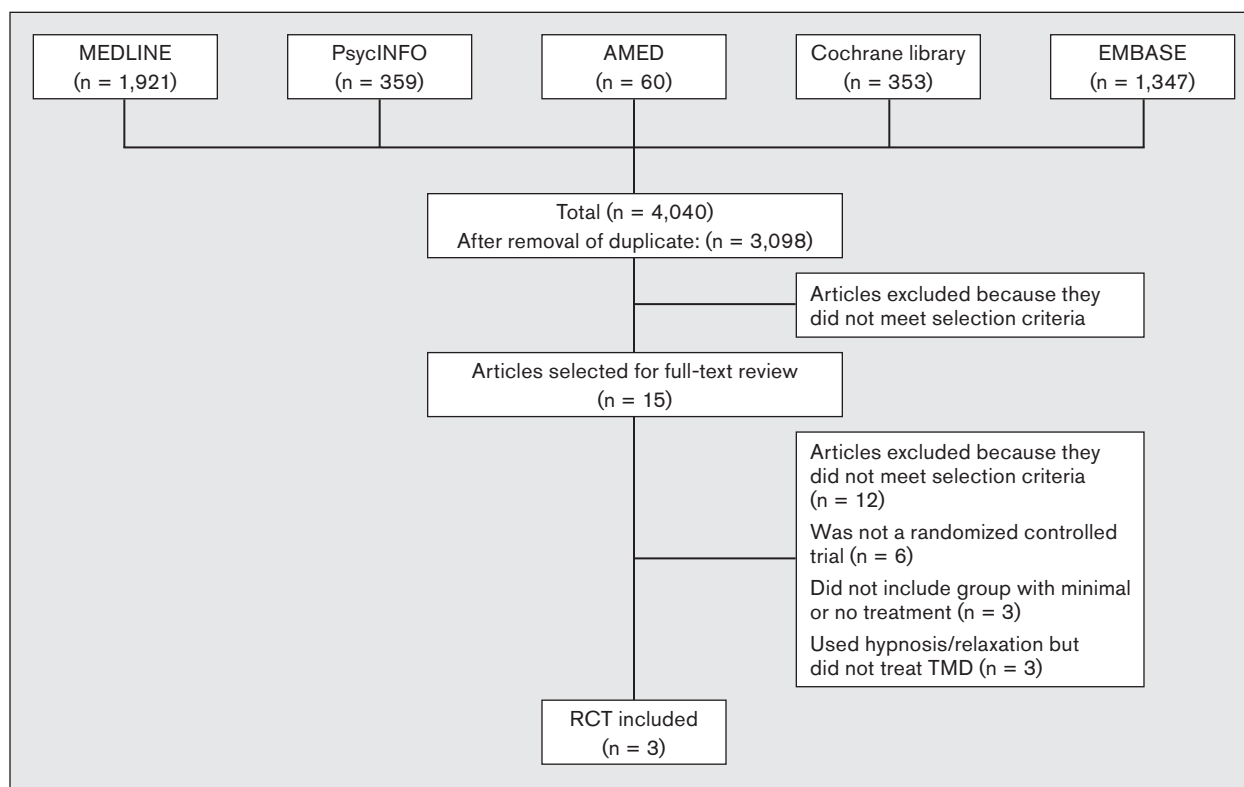 MEDLINE
(n = 1,921)
PsycINFO
(n = 359)
AMED
(n = 60)
Cochrane library
(n = 353)
EMBASE
(n = 1,347)
Total (n = 4,040)
After removal of duplicate: (n = 3,098)
Articles excluded because they
did not meet selection criteria
Articles selected for full-text review
(n = 15)
Articles excluded because they
did not meet selection criteria
(n = 12)
Was not a randomized controlled
trial (n = 6)
Did not include group with minimal
or no treatment (n = 3)
Used hypnosis/relaxation but
did not treat TMD (n = 3)
RCT included
(n = 3)